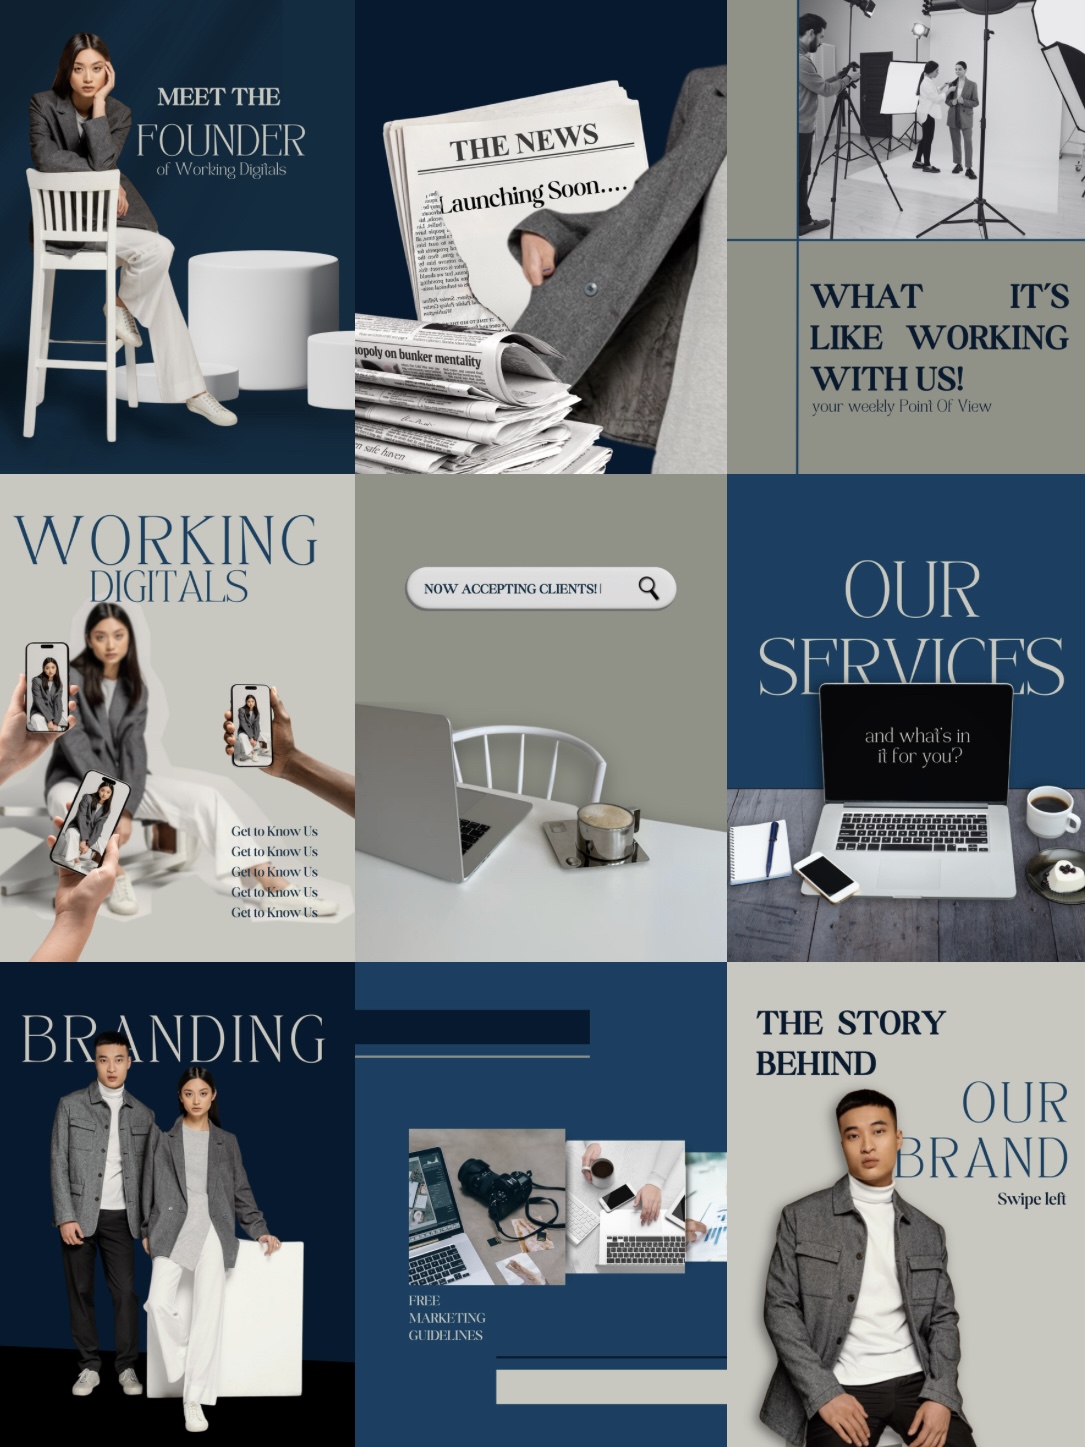 MEET THE
FOUNDER
of Working Digitals
THE NEWS
Launching Soon....
opoly on bunker mentality
safe haven
WHAT IT'S
LIKE WORKING
WITH US!
your weekly Point Of View
WORKING
DIGITALS
Get to Know Us
Get to Know Us
Get to Know Us
Get to Know Us
Get to Know Us
NOW ACCEPTING CLIENTS!
OUR
SERVICES
and what's in
it for you?
BRANDING
FREE
MARKETING
GUIDELINES
THE STORY
BEHIND
OUR
BRAND
Swipe left